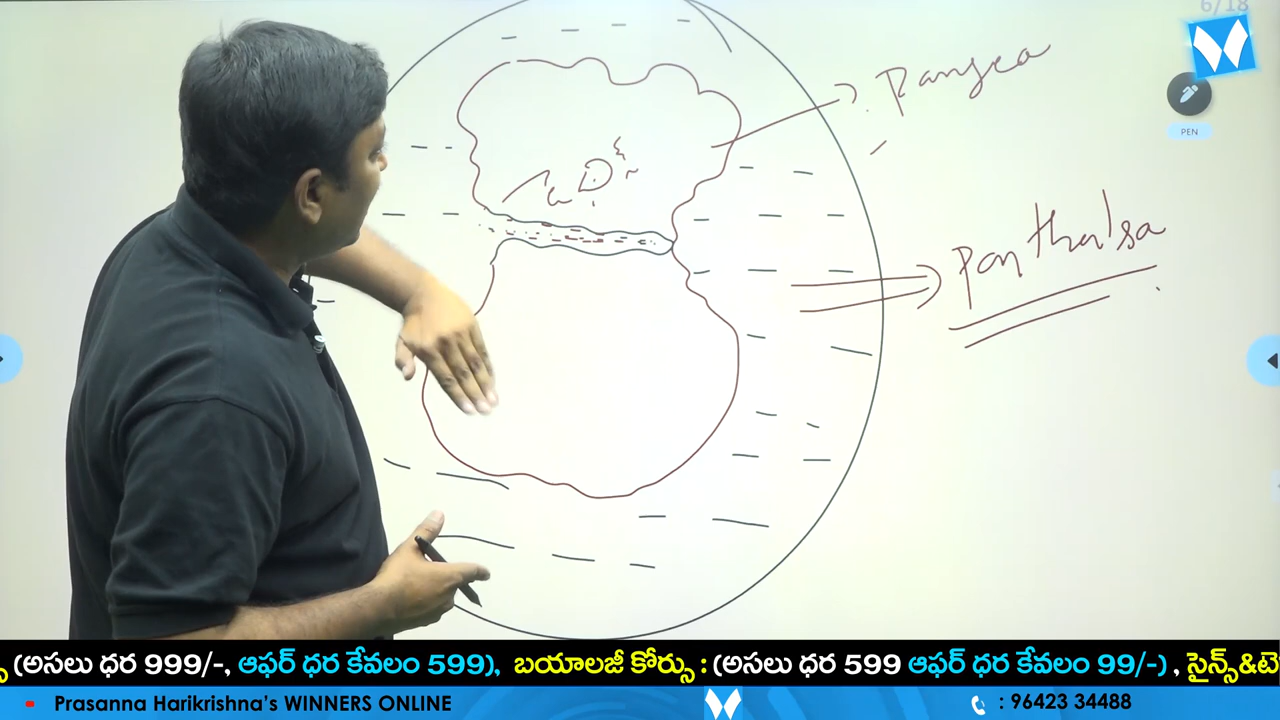 6/18
Pangea
PEN
Panthalsa
(అసలు ధర 999/-, ఆఫర్ ధర కేవలం 599), బయాలజీ కోర్సు : (అసలు ధర 599 ఆఫర్ ధర కేవలం 99/-) , సైన్స్&టె
Prasanna Harikrishna's WINNERS ONLINE
: 96423 34488